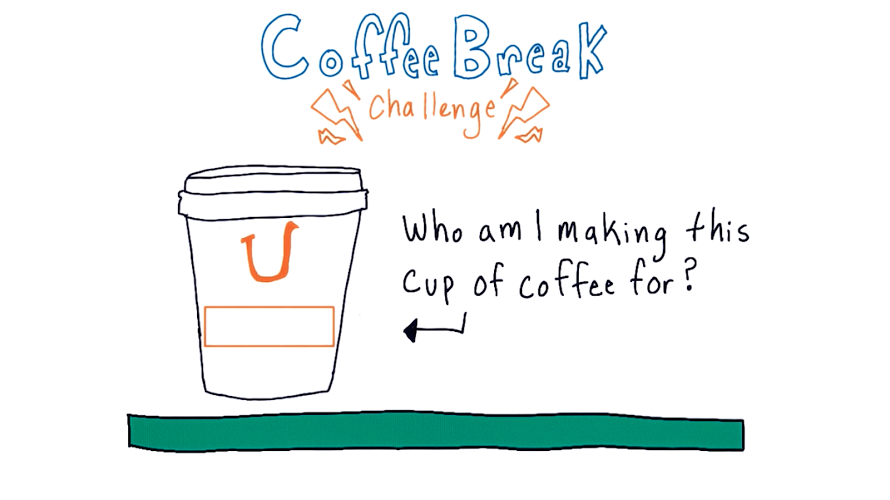 Coffee Break
Challenge
U
Who am I making this
cup of coffee for?